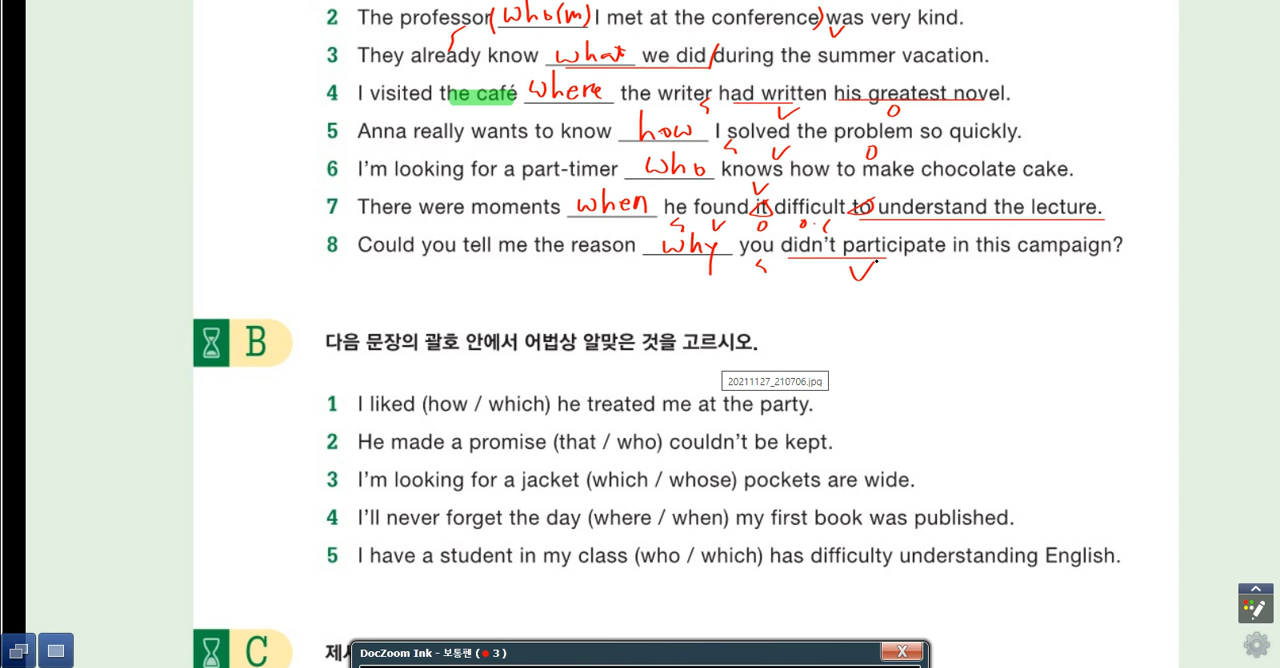 2 The professor (who(m) I met at the conference) was very kind.
3 They already know what we did / during the summer vacation.
4 I visited the café where the writer had written his greatest novel.
5 Anna really wants to know how I solved the problem so quickly.
6 I'm looking for a part-timer who knows how to make chocolate cake.
7 There were moments when he found it difficult to understand the lecture.
8 Could you tell me the reason why you didn't participate in this campaign?
B 다음 문장의 괄호 안에서 어법상 알맞은 것을 고르시오.
20211127_210706.jpg
1 I liked (how / which) he treated me at the party.
2 He made a promise (that / who) couldn't be kept.
3 I'm looking for a jacket (which / whose) pockets are wide.
4 I'll never forget the day (where / when) my first book was published.
5 I have a student in my class (who / which) has difficulty understanding English.
C
DocZoom Ink - 보통펜 ( 3 )